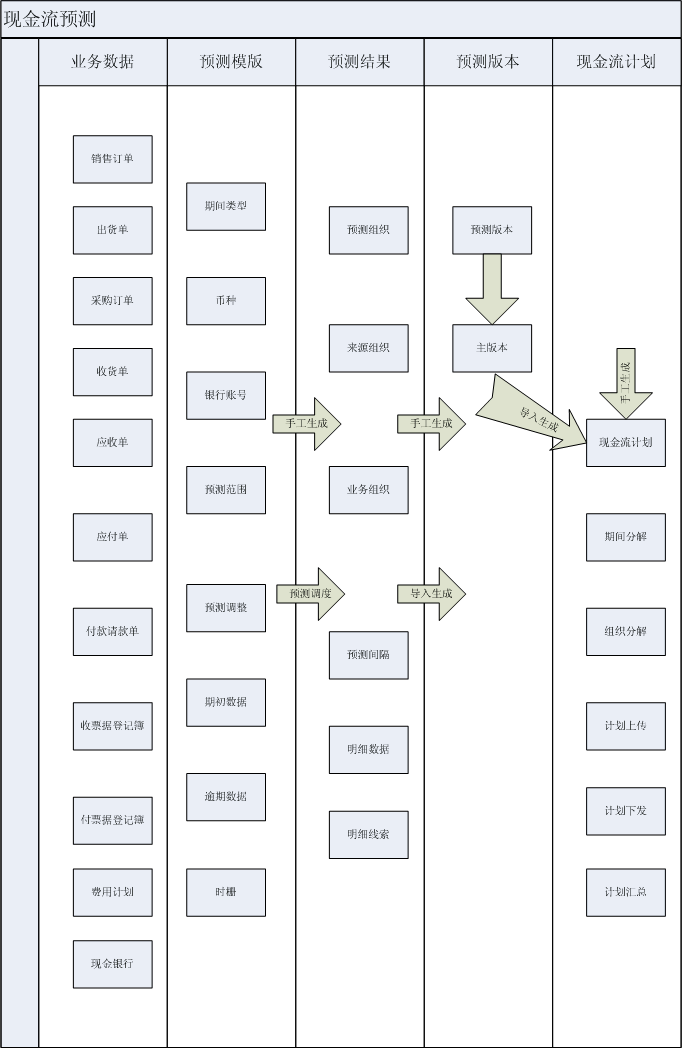 现金流预测
业务数据
预测模版
预测结果
预测版本
现金流计划
销售订单
出货单
采购订单
收货单
应收单
应付单
付款请款单
收票据登记簿
付票据登记簿
费用计划
现金银行
期间类型
币种
银行账号
预测范围
预测调整
期初数据
逾期数据
时栅
手工生成
预测调度
预测组织
来源组织
业务组织
预测间隔
明细数据
明细线索
手工生成
导入生成
预测版本
主版本
导入生成
手工生成
现金流计划
期间分解
组织分解
计划上传
计划下发
计划汇总